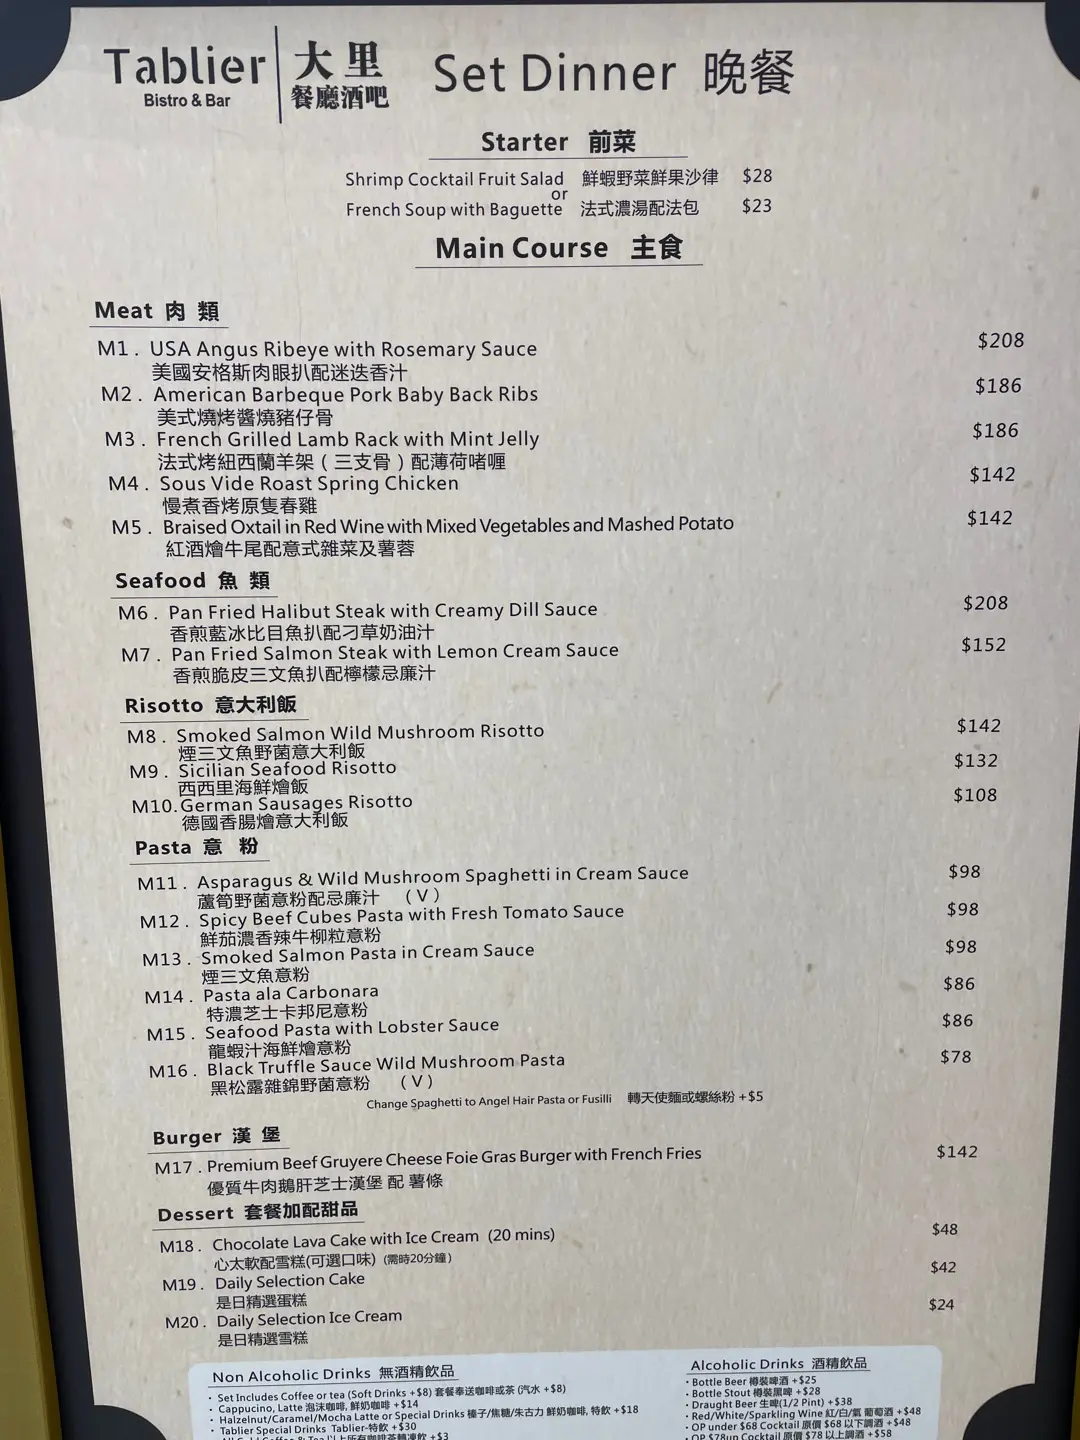 Tablier 大里 Set Dinner 晚餐
Bistro & Bar 餐廳酒吧
Starter 前菜
Shrimp Cocktail Fruit Salad 鮮蝦野菜鮮果沙律 $28
or
French Soup with Baguette 法式濃湯配法包 $23
Main Course 主食
Meat 肉類
M1. USA Angus Ribeye with Rosemary Sauce $208
美國安格斯肉眼扒配迷迭香汁
M2. American Barbeque Pork Baby Back Ribs $186
美式燒烤醬燒豬仔骨
M3. French Grilled Lamb Rack with Mint Jelly $186
法式烤紐西蘭羊架(三支骨)配薄荷啫喱
M4. Sous Vide Roast Spring Chicken $142
慢煮香烤原隻春雞
M5. Braised Oxtail in Red Wine with Mixed Vegetables and Mashed Potato $142
紅酒燴牛尾配意式雜菜及薯蓉
Seafood 魚類
M6. Pan Fried Halibut Steak with Creamy Dill Sauce $208
香煎藍冰比目魚扒配刁草奶油汁
M7. Pan Fried Salmon Steak with Lemon Cream Sauce $152
香煎脆皮三文魚扒配檸檬忌廉汁
Risotto 意大利飯
M8. Smoked Salmon Wild Mushroom Risotto $142
煙三文魚野菌意大利飯
M9. Sicilian Seafood Risotto $132
西西里海鮮燴飯
M10. German Sausages Risotto $108
德國香腸燴意大利飯
Pasta 意粉
M11. Asparagus & Wild Mushroom Spaghetti in Cream Sauce $98
蘆筍野菌意粉配忌廉汁 (V)
M12. Spicy Beef Cubes Pasta with Fresh Tomato Sauce $98
鮮茄濃香辣牛柳粒意粉
M13. Smoked Salmon Pasta in Cream Sauce $98
煙三文魚意粉
M14. Pasta ala Carbonara $86
特濃芝士卡邦尼意粉
M15. Seafood Pasta with Lobster Sauce $86
龍蝦汁海鮮燴意粉
M16. Black Truffle Sauce Wild Mushroom Pasta $78
黑松露雜錦野菌意粉 (V)
Change Spaghetti to Angel Hair Pasta or Fusilli 轉天使麵或螺絲粉 +$5
Burger 漢堡
M17. Premium Beef Gruyere Cheese Foie Gras Burger with French Fries $142
優質牛肉鵝肝芝士漢堡 配 薯條
Dessert 套餐加配甜品
M18. Chocolate Lava Cake with Ice Cream (20 mins) $48
心太軟配雪糕(可選口味) (需時20分鐘)
M19. Daily Selection Cake $42
是日精選蛋糕
M20. Daily Selection Ice Cream $24
是日精選雪糕
Non Alcoholic Drinks 無酒精飲品
· Set Includes Coffee or tea (Soft Drinks +$8) 套餐奉送咖啡或茶 (汽水 +$8)
· Cappucino, Latte 泡沫咖啡, 鮮奶咖啡 +$14
· Halzelnut/Caramel/Mocha Latte or Special Drinks 榛子/焦糖/朱古力 鮮奶咖啡, 特飲 +$18
· Tablier Special Drinks Tablier-特飲 +$30
Alcoholic Drinks 酒精飲品
· Bottle Beer 樽裝啤酒 +$25
· Bottle Stout 樽裝黑啤 +$28
· Draught Beer 生啤(1/2 Pint) +$38
· Red/White/Sparkling Wine 紅/白/氣 葡萄酒 +$48
· OP under $68 Cocktail 原價 $68 以下調酒 +$48
· OP $78up Cocktail 原價 $78 以上調酒 +$58